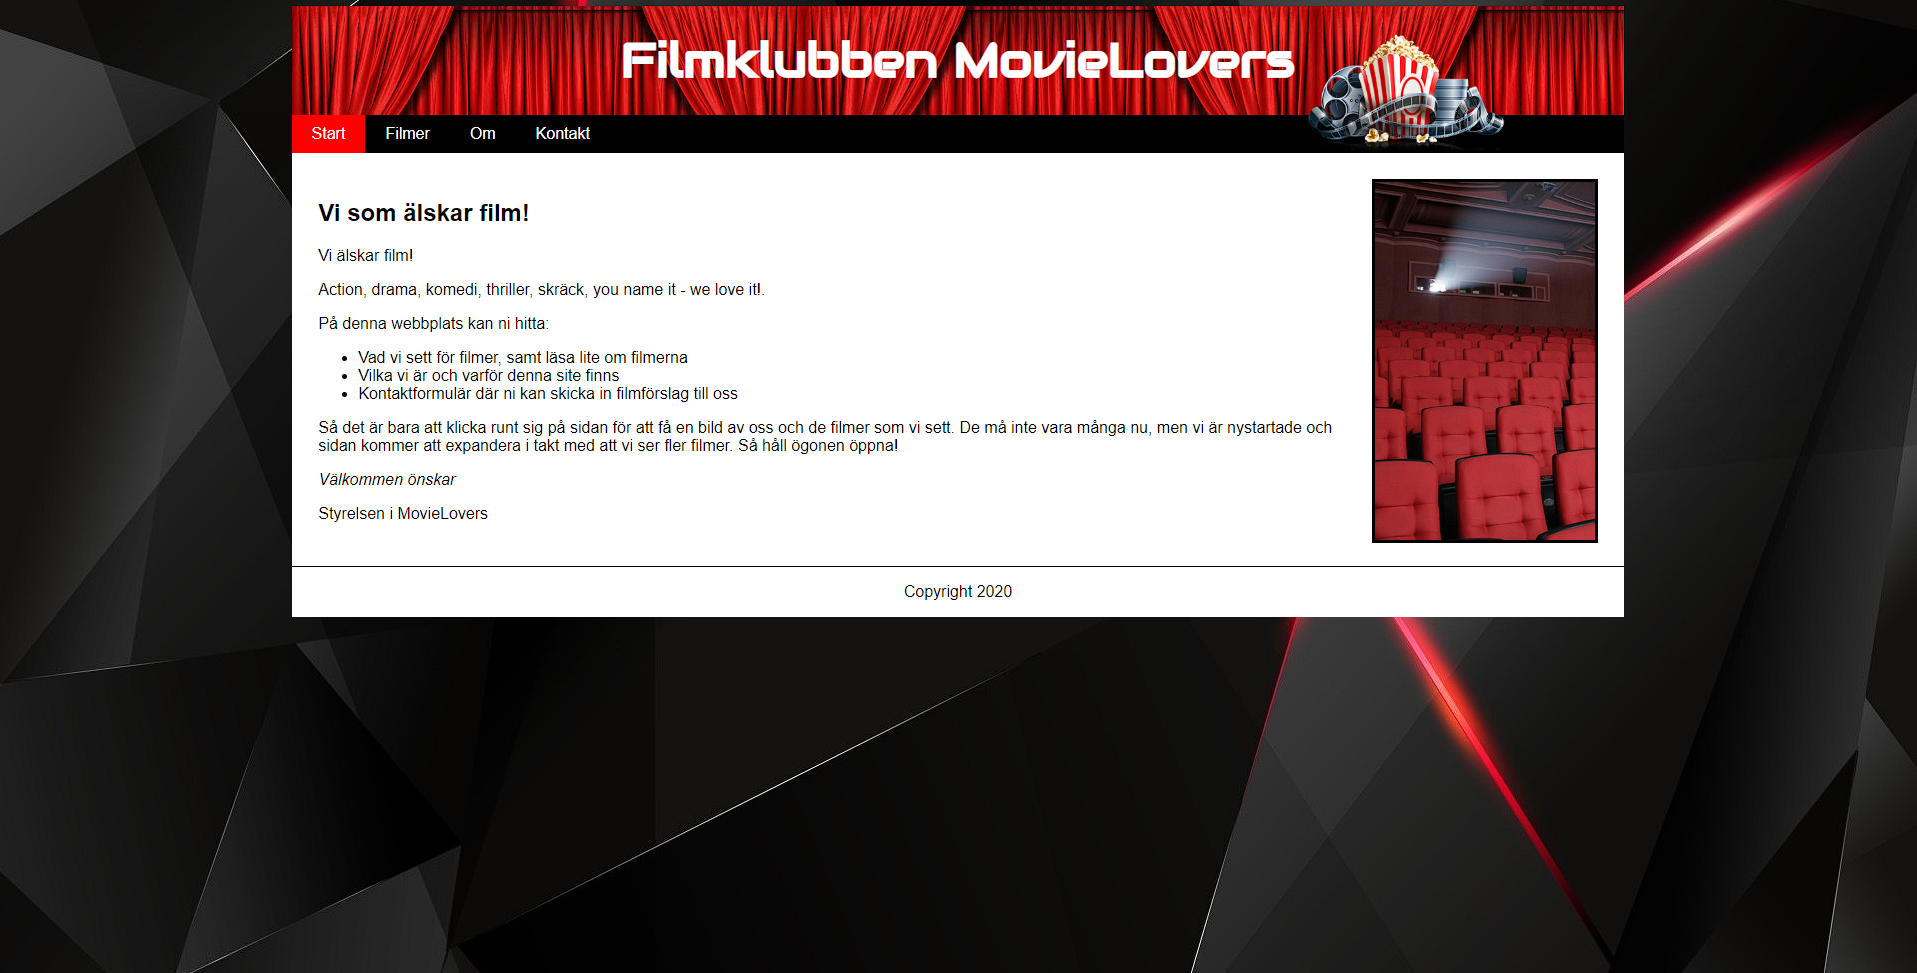 Filmklubben MovieLovers
Start Filmer Om Kontakt
Vi som älskar film!
Vi älskar film!
Action, drama, komedi, thriller, skräck, you name it - we love it!.
På denna webbplats kan ni hitta:
• Vad vi sett för filmer, samt läsa lite om filmerna
• Vilka vi är och varför denna site finns
• Kontaktformulär där ni kan skicka in filmförslag till oss
Så det är bara att klicka runt sig på sidan för att få en bild av oss och de filmer som vi sett. De må inte vara många nu, men vi är nystartade och
sidan kommer att expandera i takt med att vi ser fler filmer. Så håll ögonen öppna!
Välkommen önskar
Styrelsen i MovieLovers
Copyright 2020